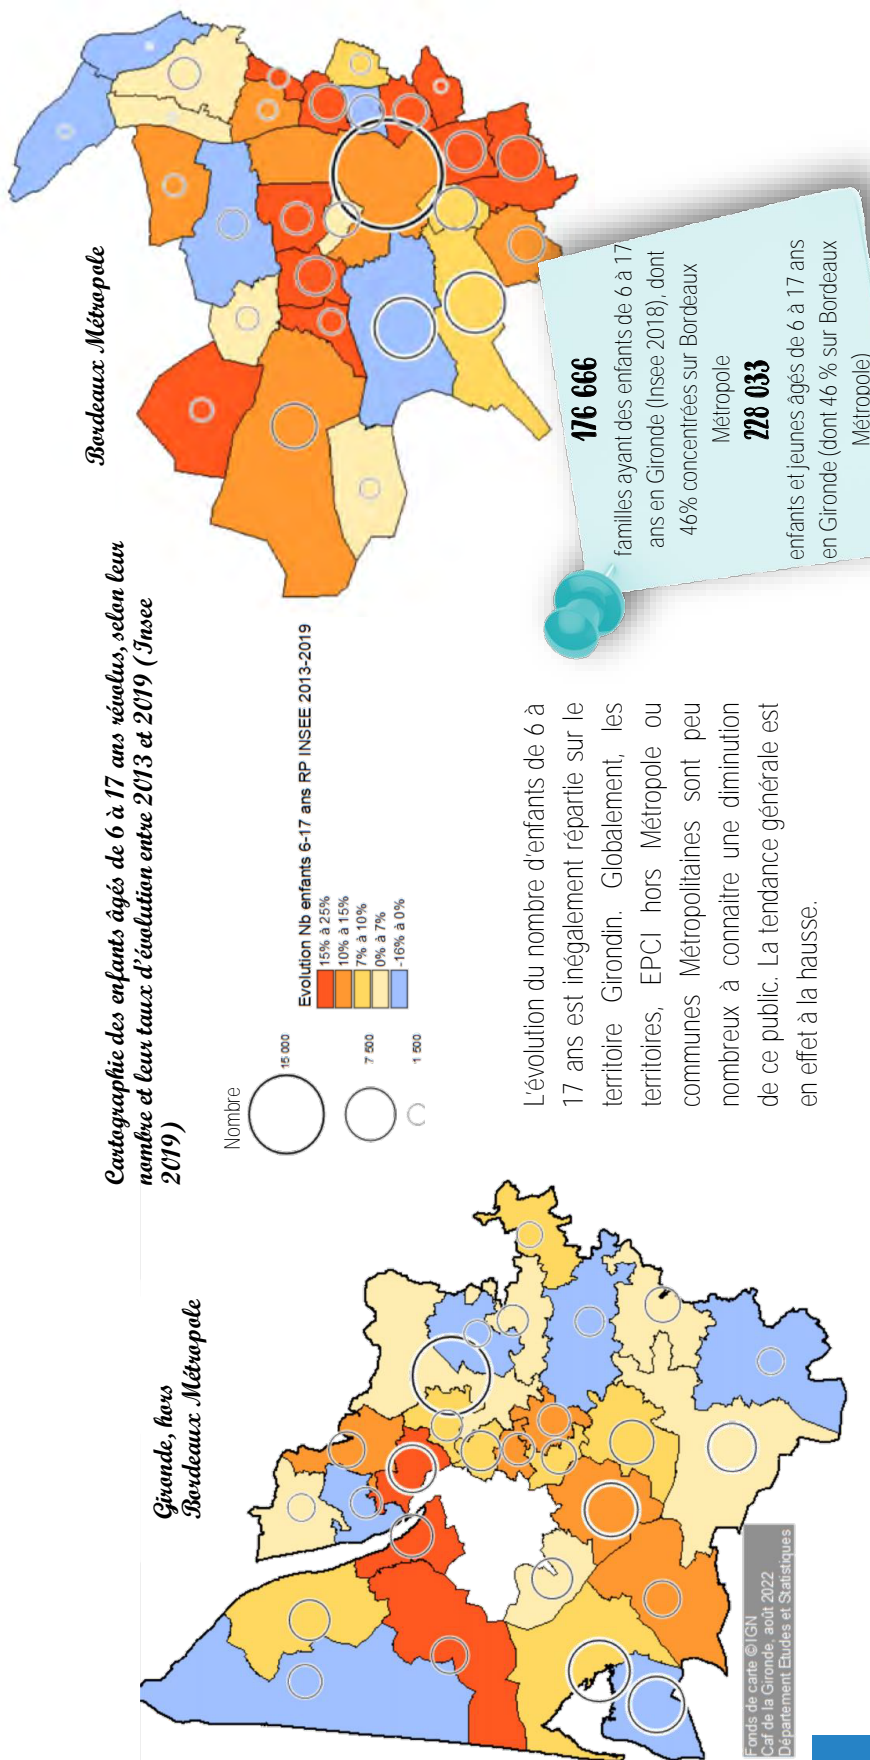 Cartographie des enfants âgés de 6 à 17 ans révolus, selon leur
nombre et leur taux d'évolution entre 2013 et 2019 (Insee
2019)
Gironde, hors
Bordeaux Métropole
Bordeaux Métropole
Nombre
15 000
7 500
1 500
Evolution Nb enfants 6-17 ans RP INSEE 2013-2019
15% à 25%
10% à 15%
7% à 10%
0% à 7%
-16% à 0%
L'évolution du nombre d'enfants de 6 à
17 ans est inégalement répartie sur le
territoire Girondin. Globalement, les
territoires, EPCI hors Métropole ou
communes Métropolitaines sont peu
nombreux à connaitre une diminution
de ce public. La tendance générale est
en effet à la hausse.
176 666
familles ayant des enfants de 6 à 17
ans en Gironde (Insee 2018), dont
46% concentrées sur Bordeaux
Métropole
228 033
enfants et jeunes âgés de 6 à 17 ans
en Gironde (dont 46 % sur Bordeaux
Métropole)
Fonds de carte ©IGN
Caf de la Gironde, août 2022
Département Etudes et Statistiques